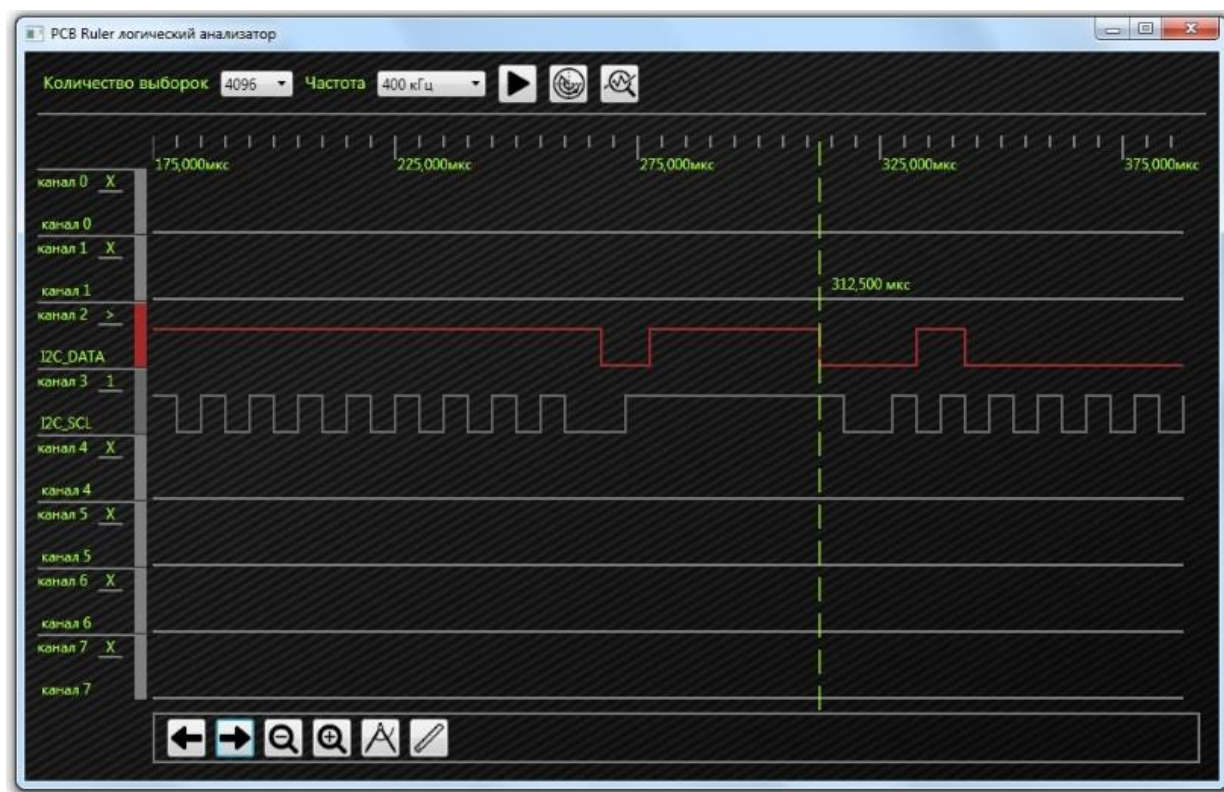 PCB Ruler логический анализатор
Количество выборок 4096 Частота 400 кГц
175,000мкс 225,000мкс 275,000мкс 325,000мкс 375,000мкс
канал 0 X
канал 0
канал 1 X
312,500 мкс
канал 1
канал 2 >
I2C_DATA
канал 3 1
I2C_SCL
канал 4 X
канал 4
канал 5 X
канал 5
канал 6 X
канал 6
канал 7 X
канал 7